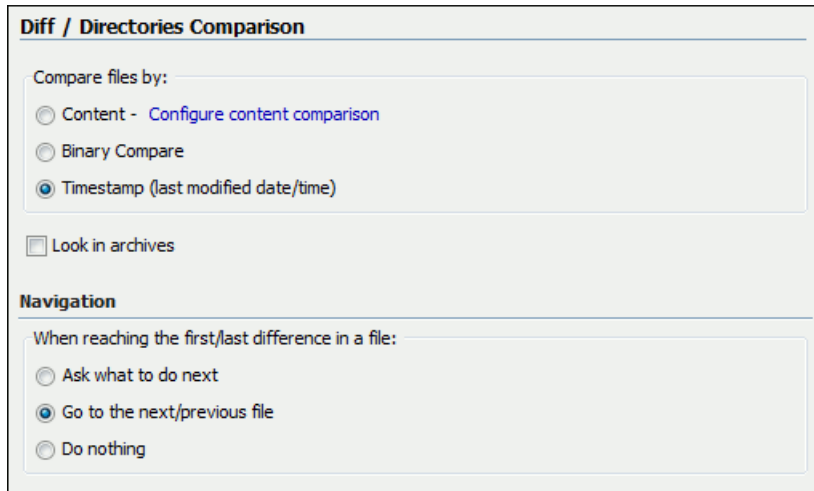 Diff / Directories Comparison
Compare files by:
Content - Configure content comparison
Binary Compare
Timestamp (last modified date/time)
Look in archives
Navigation
When reaching the first/last difference in a file:
Ask what to do next
Go to the next/previous file
Do nothing